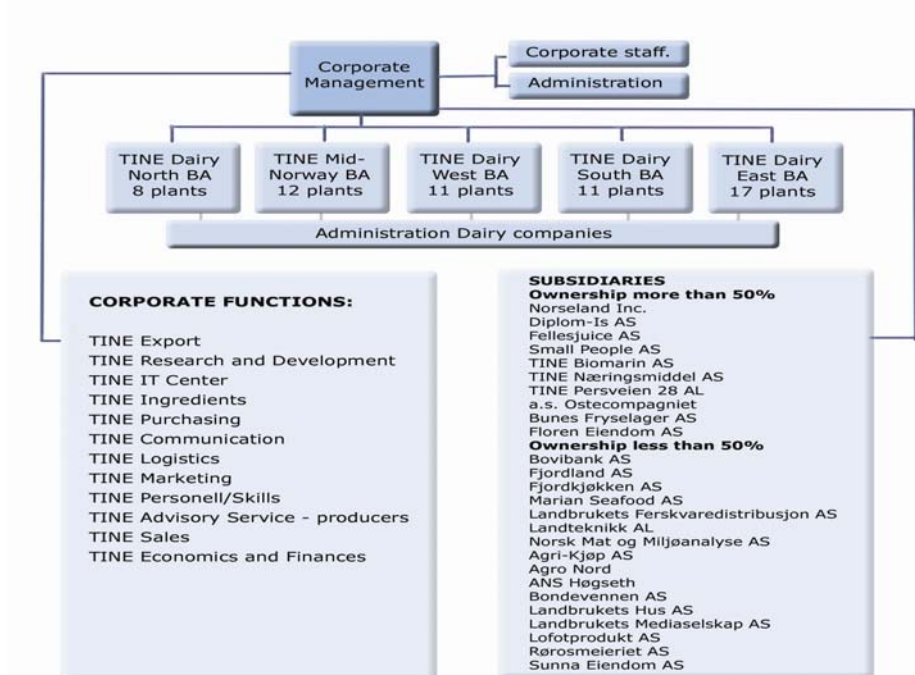 Corporate
Management
Corporate staff.
Administration
TINE Dairy
North BA
8 plants
TINE Mid-
Norway BA
12 plants
TINE Dairy
West BA
11 plants
TINE Dairy
South BA
11 plants
TINE Dairy
East BA
17 plants
Administration Dairy companies
CORPORATE FUNCTIONS:
TINE Export
TINE Research and Development
TINE IT Center
TINE Ingredients
TINE Purchasing
TINE Communication
TINE Logistics
TINE Marketing
TINE Personell/Skills
TINE Advisory Service - producers
TINE Sales
TINE Economics and Finances
SUBSIDIARIES
Ownership more than 50%
Norseland Inc.
Diplom-Is AS
Fellesjuice AS
Small People AS
TINE Biomarin AS
TINE Næringsmiddel AS
TINE Persveien 28 AL
a.s. Ostecompagniet
Bunes Fryselager AS
Floren Eiendom AS
Ownership less than 50%
Bovibank AS
Fjordland AS
Fjordkjøkken AS
Marian Seafood AS
Landbrukets Ferskvaredistribusjon AS
Landteknikk AL
Norsk Mat og Miljøanalyse AS
Agri-Kjøp AS
Agro Nord
ANS Høgseth
Bondevennen AS
Landbrukets Hus AS
Landbrukets Mediaselskap AS
Lofotprodukt AS
Rørosmeieriet AS
Sunna Eiendom AS